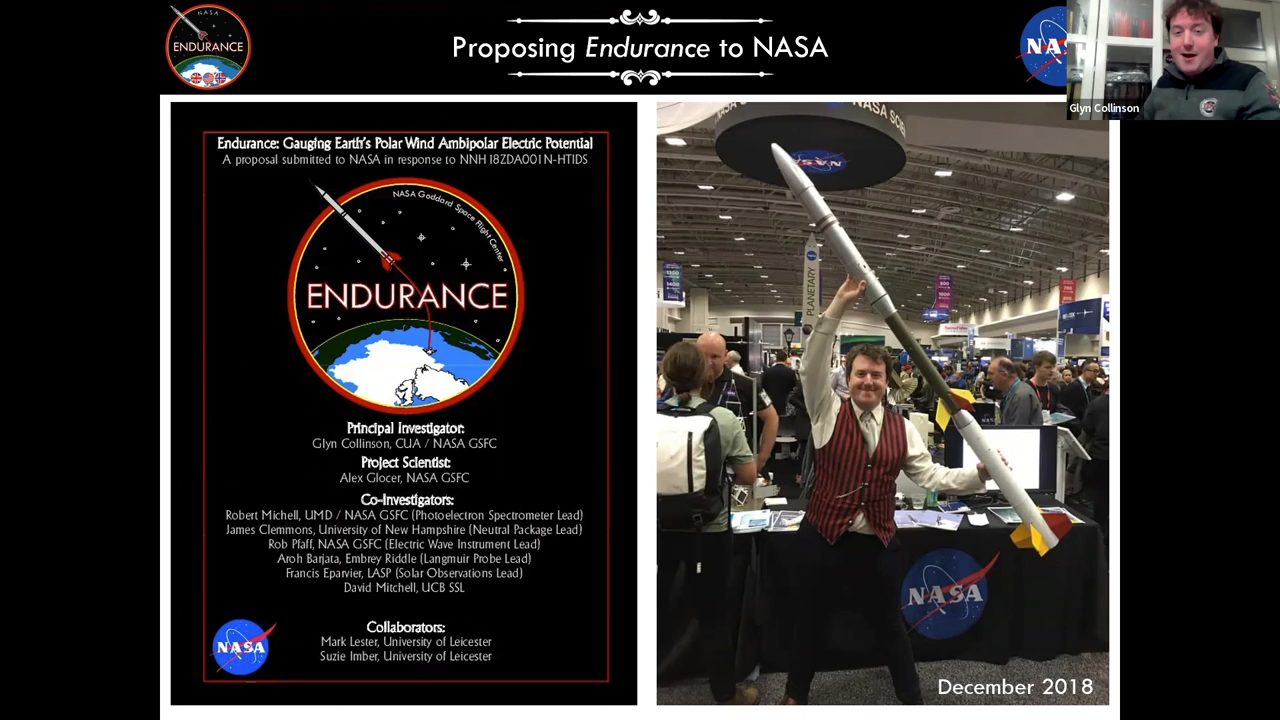 NASA
ENDURANCE
Proposing Endurance to NASA
NASA
Glyn Collinson
Endurance: Gauging Earth's Polar Wind Ambipolar Electric Potential
A proposal submitted to NASA in response to NNH18ZDA001N-HTIDS
NASA Goddard Space Flight Center
ENDURANCE
Principal Investigator:
Glyn Collinson, CUA / NASA GSFC
Project Scientist:
Alex Glocer, NASA GSFC
Co-Investigators:
Robert Michell, UMD / NASA GSFC (Photoelectron Spectrometer Lead)
James Clemmons, University of New Hampshire (Neutral Package Lead)
Rob Pfaff, NASA GSFC (Electric Wave Instrument Lead)
Aroh Barjata, Embrey Riddle (Langmuir Probe Lead)
Francis Eparvier, LASP (Solar Observations Lead)
David Mitchell, UCB SSL
Collaborators:
Mark Lester, University of Leicester
Suzie Imber, University of Leicester
NASA
NASA
PLANETARY
NASA
December 2018